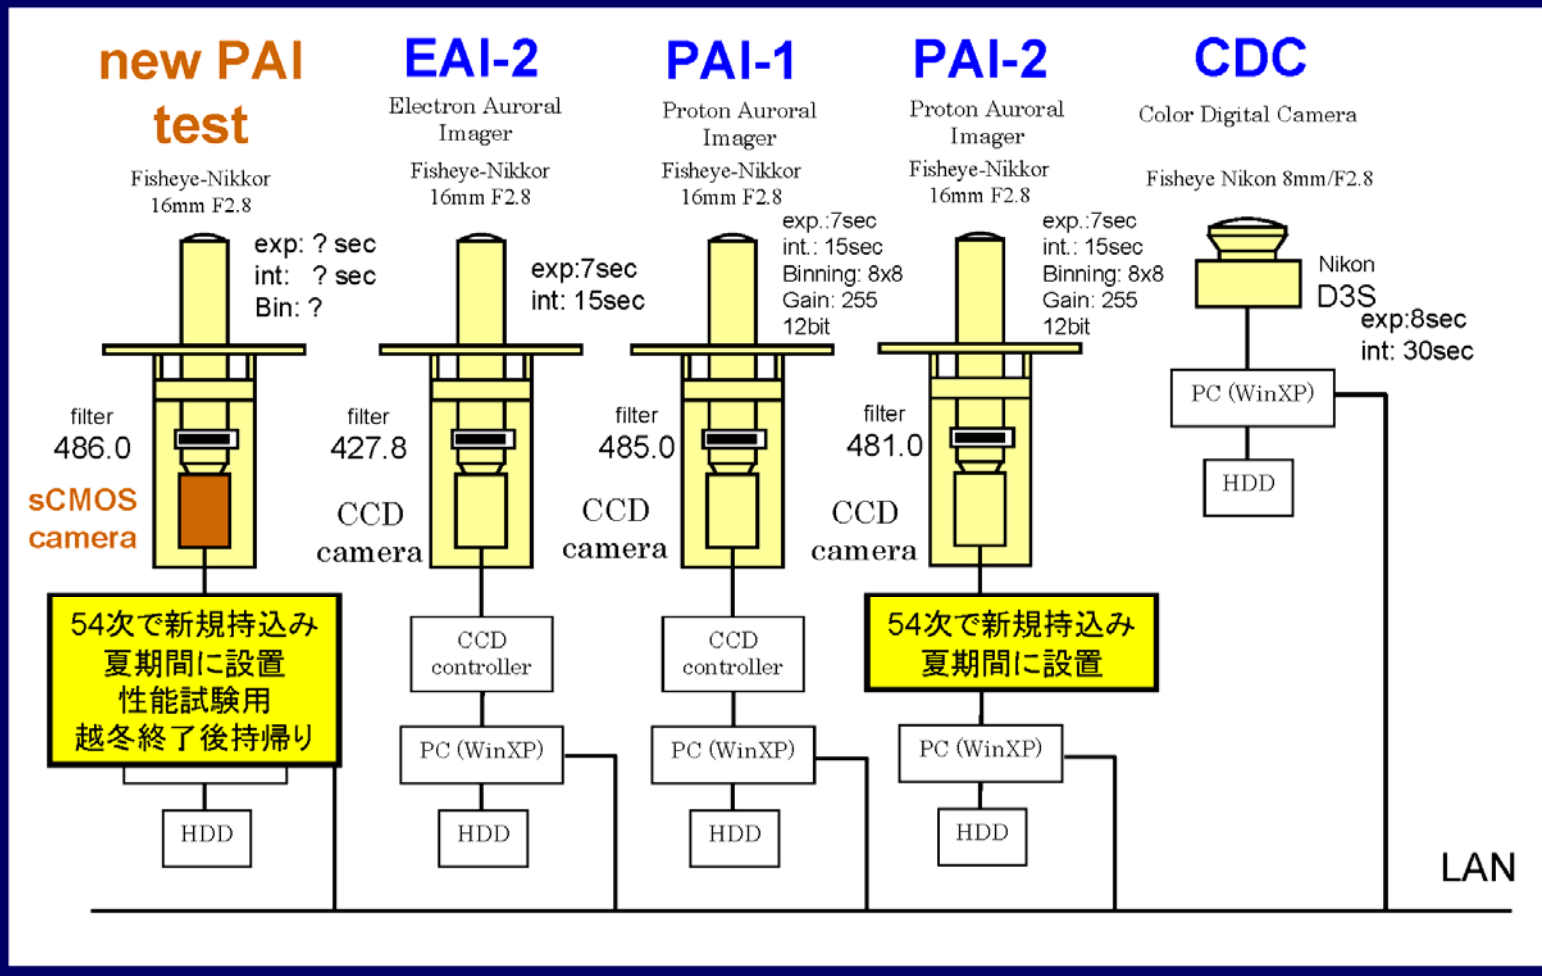 new PAI
test
Fisheye-Nikkor
16mm F2.8
exp: ? sec
int: ? sec
Bin: ?
filter
486.0
sCMOS
camera
54次で新規持込み
夏期間に設置
性能試験用
越冬終了後持帰り
HDD
EAI-2
Electron Auroral
Imager
Fisheye-Nikkor
16mm F2.8
exp:7sec
int: 15sec
filter
427.8
CCD
camera
CCD
controller
PC (WinXP)
HDD
PAI-1
Proton Auroral
Imager
Fisheye-Nikkor
16mm F2.8
exp.:7sec
int.: 15sec
Binning: 8x8
Gain: 255
12bit
filter
485.0
CCD
camera
CCD
controller
PC (WinXP)
HDD
PAI-2
Proton Auroral
Imager
Fisheye-Nikkor
16mm F2.8
exp.:7sec
int.: 15sec
Binning: 8x8
Gain: 255
12bit
filter
481.0
CCD
camera
54次で新規持込み
夏期間に設置
PC (WinXP)
HDD
CDC
Color Digital Camera
Fisheye Nikon 8mm/F2.8
Nikon
D3S
exp:8sec
int: 30sec
PC (WinXP)
HDD
LAN